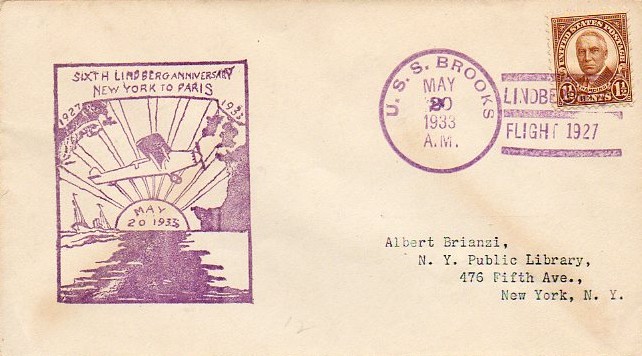 SIXTH LINDBERG ANNIVERSARY
NEW YORK TO PARIS
1927
1933
MAY
20 1933
U.S.S. BROOKS
MAY
20
1933
A.M.
FLIGHT 1927
UNITED STATES POSTAGE
1½ CENTS 1½
Albert Brianzi,
N. Y. Public Library,
476 Fifth Ave.,
New York, N. Y.